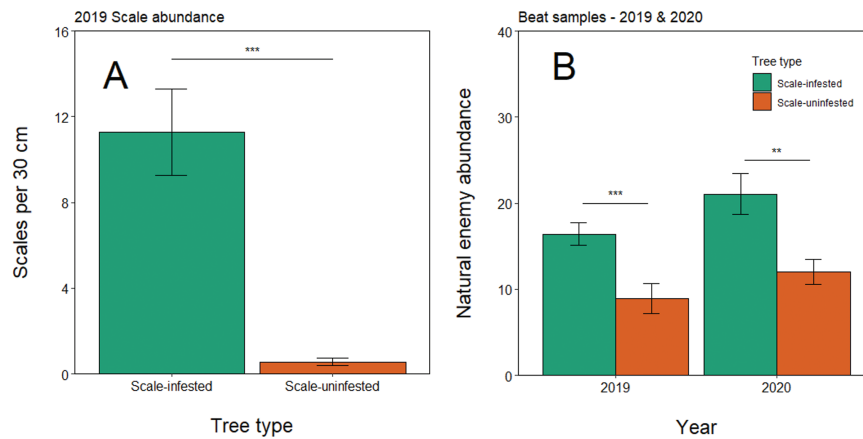 2019 Scale abundance
A
***
Scales per 30 cm
16
12
8
4
0
Scale-infested
Scale-uninfested
Tree type
Beat samples - 2019 & 2020
B
Tree type
Scale-infested
Scale-uninfested
***
**
Natural enemy abundance
40
30
20
10
0
2019
2020
Year